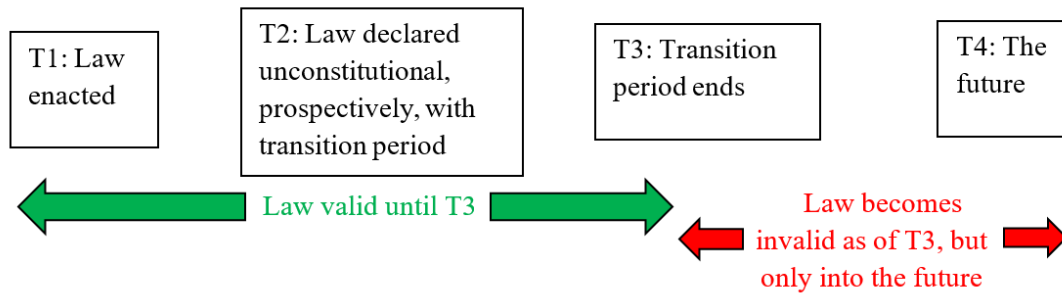 T1: Law
enacted
T2: Law declared
unconstitutional,
prospectively, with
transition period
T3: Transition
period ends
T4: The
future
Law valid until T3
Law becomes
invalid as of T3, but
only into the future